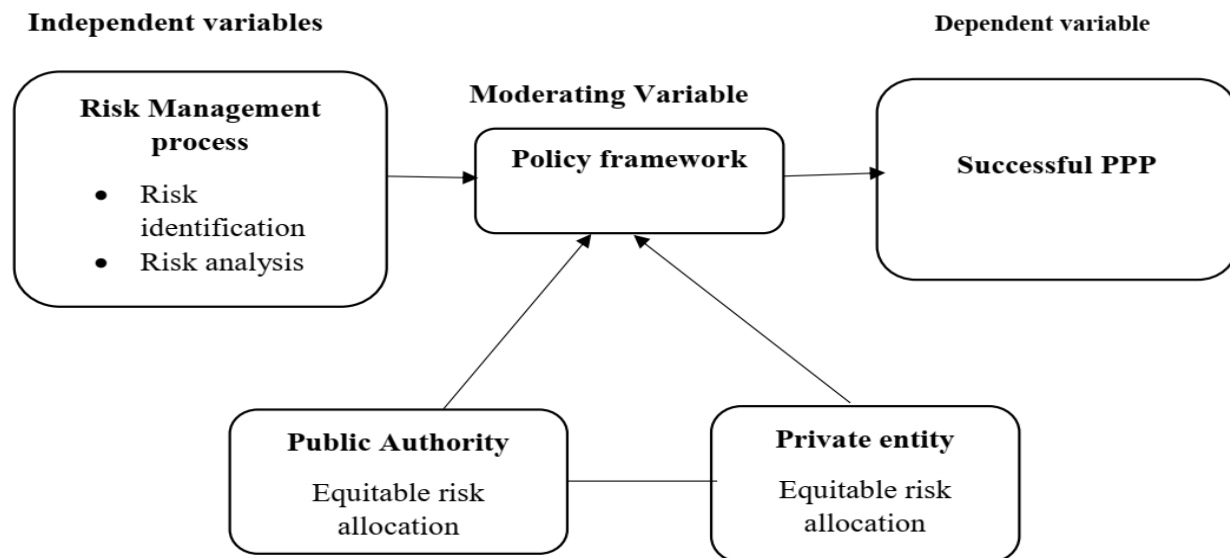 Independent variables
Dependent variable
Risk Management
process
• Risk
identification
• Risk analysis
Moderating Variable
Policy framework
Successful PPP
Public Authority
Equitable risk
allocation
Private entity
Equitable risk
allocation